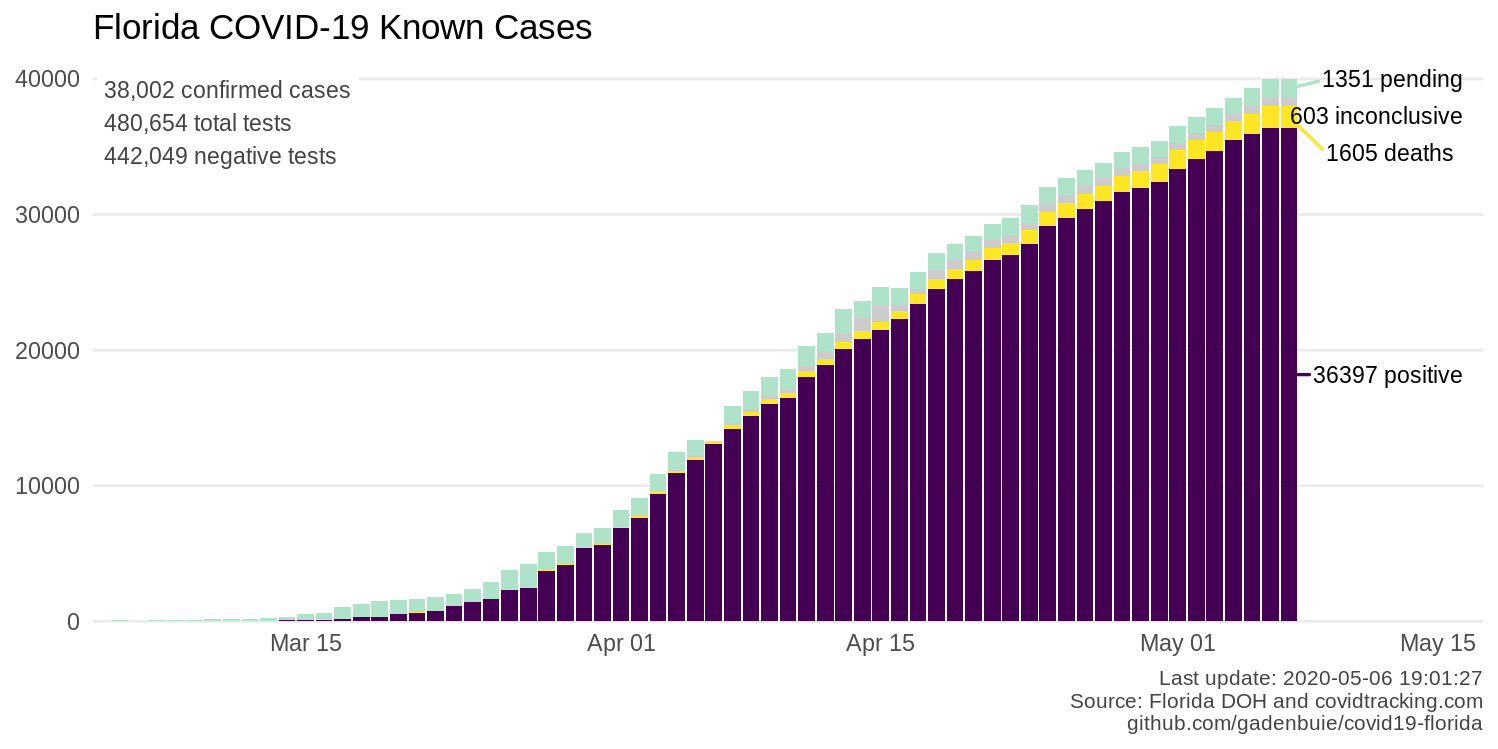 Florida COVID-19 Known Cases
40000
38,002 confirmed cases
480,654 total tests
442,049 negative tests
1351 pending
603 inconclusive
1605 deaths
30000
20000
36397 positive
10000
0
Mar 15 Apr 01 Apr 15 May 01 May 15
Last update: 2020-05-06 19:01:27
Source: Florida DOH and covidtracking.com
github.com/gadenbuie/covid19-florida